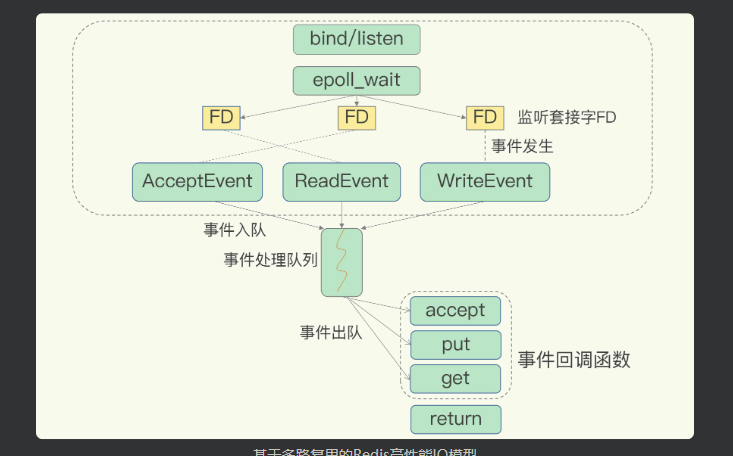 bind/listen
epoll_wait
FD FD FD 监听套接字FD
事件发生
AcceptEvent ReadEvent WriteEvent
事件入队
事件处理队列
accept
事件出队
put
事件回调函数
get
return
基于多路复用的Redis高性能IO模型